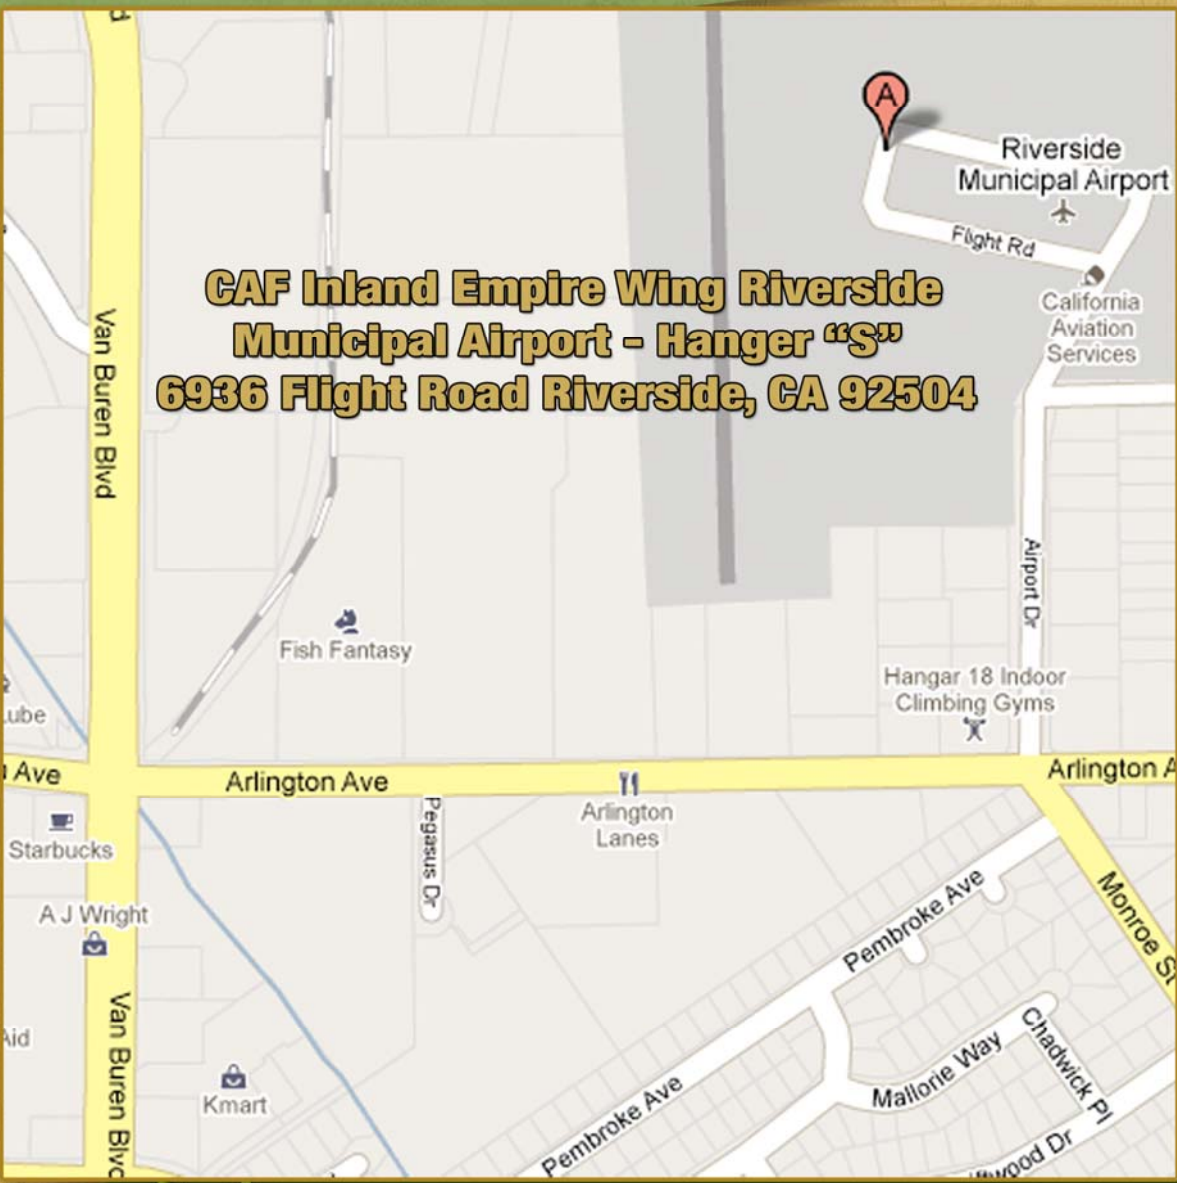 A
Riverside
Municipal Airport
Flight Rd
CAF Inland Empire Wing Riverside
Municipal Airport - Hanger “S”
6936 Flight Road Riverside, CA 92504
California
Aviation
Services
Van Buren Blvd
Airport Dr
Fish Fantasy
Hangar 18 Indoor
Climbing Gyms
Ave
Arlington Ave
Arlington A
Arlington
Lanes
Pegasus Dr
Starbucks
A J Wright
Pembroke Ave
Monroe St
Van Buren Blvd
Aid
Kmart
Pembroke Ave
Mallorie Way
Chadwick Pl
wood Dr